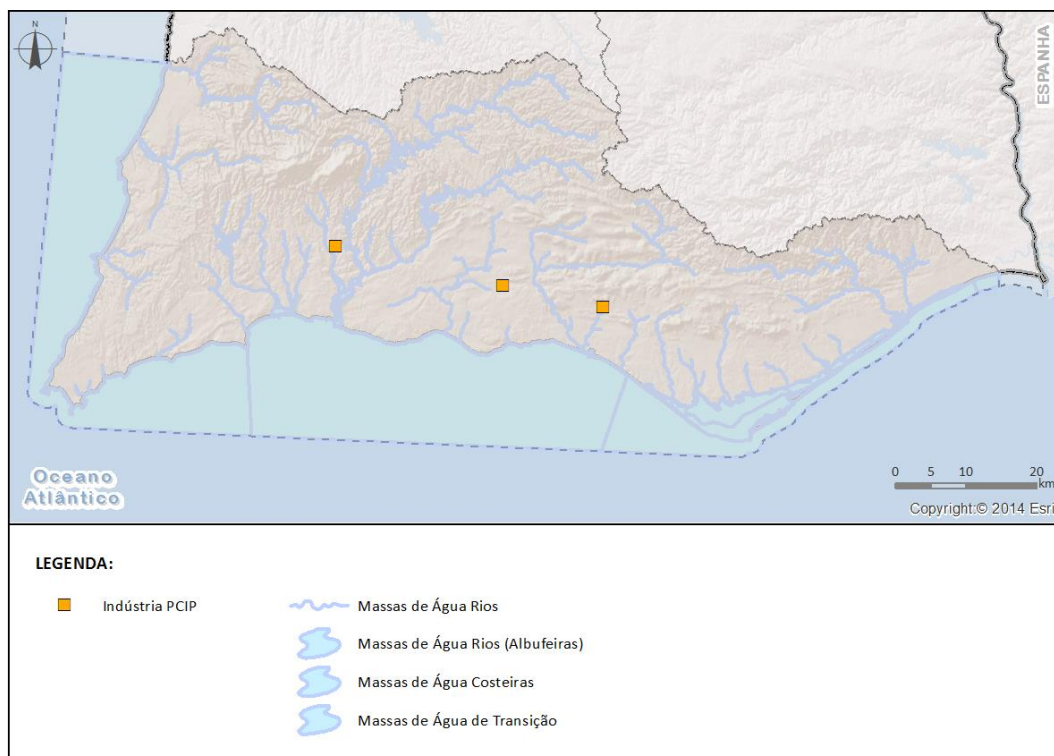 N
ESPANHA
Oceano
Atlântico
0 5 10 20
km
Copyright:© 2014 Esri
LEGENDA:
Indústria PCIP
Massas de Água Rios
Massas de Água Rios (Albufeiras)
Massas de Água Costeiras
Massas de Água de Transição